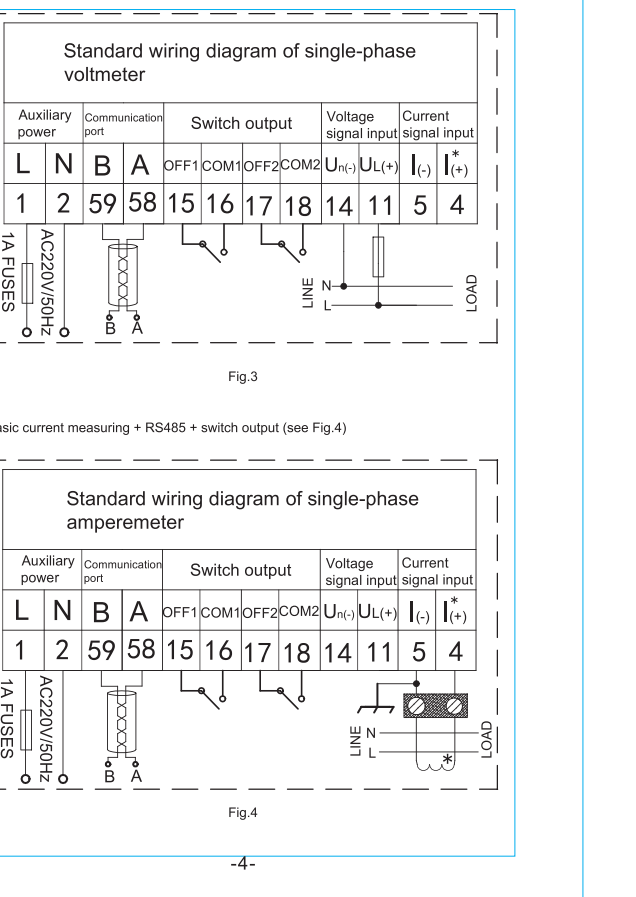 Standard wiring diagram of single-phase
voltmeter
Auxiliary
power
Communication
port
Switch output
Voltage
signal input
Current
signal input
L N B A OFF1 COM1 OFF2 COM2 Un(-) UL(+) I(-) I*(+)
1 2 59 58 15 16 17 18 14 11 5 4
1A FUSES
AC220V/50Hz
B A
LINE
N
L
LOAD
Fig.3
asic current measuring + RS485 + switch output (see Fig.4)
Standard wiring diagram of single-phase
amperemeter
Auxiliary
power
Communication
port
Switch output
Voltage
signal input
Current
signal input
L N B A OFF1 COM1 OFF2 COM2 Un(-) UL(+) I(-) I*(+)
1 2 59 58 15 16 17 18 14 11 5 4
1A FUSES
AC220V/50Hz
B A
LINE
N
L
*
LOAD
Fig.4
-4-